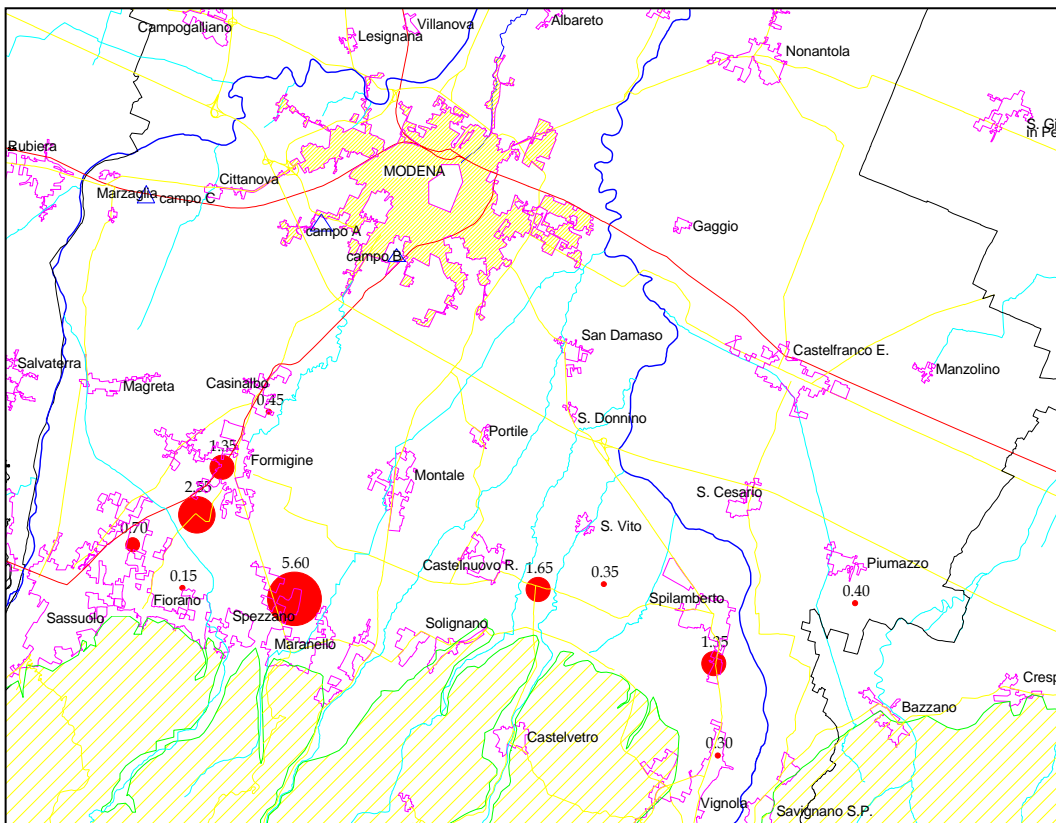 Campogalliano
Villanova
Albareto
Lesignana
Nonantola
S. Gi
in Pe
Rubiera
MODENA
Cittanova
Marzaglia
campo C
campo A
Gaggio
campo B
San Damaso
Castelfranco E.
Salvaterra
Magreta
Casinalbo
Manzolino
0.45
S. Donnino
Portile
1.35
Formigine
Montale
2.55
S. Cesario
S. Vito
0.70
Castelnuovo R.
5.60
1.65
0.35
Piumazzo
0.15
Fiorano
Spilamberto
0.40
Sassuolo
Spezzano
Solignano
Maranello
1.35
Cresp
Bazzano
Castelvetro
0.30
Vignola
Savignano S.P.